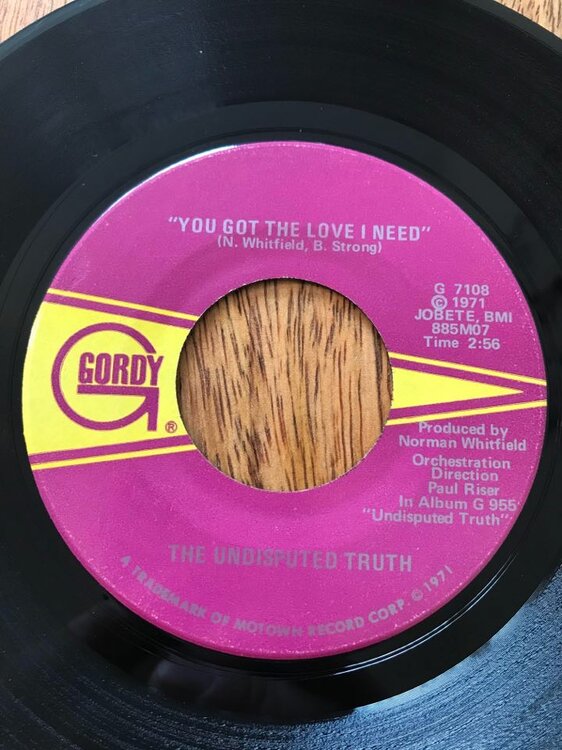 "YOU GOT THE LOVE I NEED"
(N. Whitfield, B. Strong)
G 7108
© 1971
JOBETE, BMI
885M07
Time 2:56
GORDY
®
Produced by
Norman Whitfield
Orchestration
Direction
Paul Riser
In Album G 955
"Undisputed Truth"
THE UNDISPUTED TRUTH
A TRADEMARK OF MOTOWN RECORD CORP. © 1971